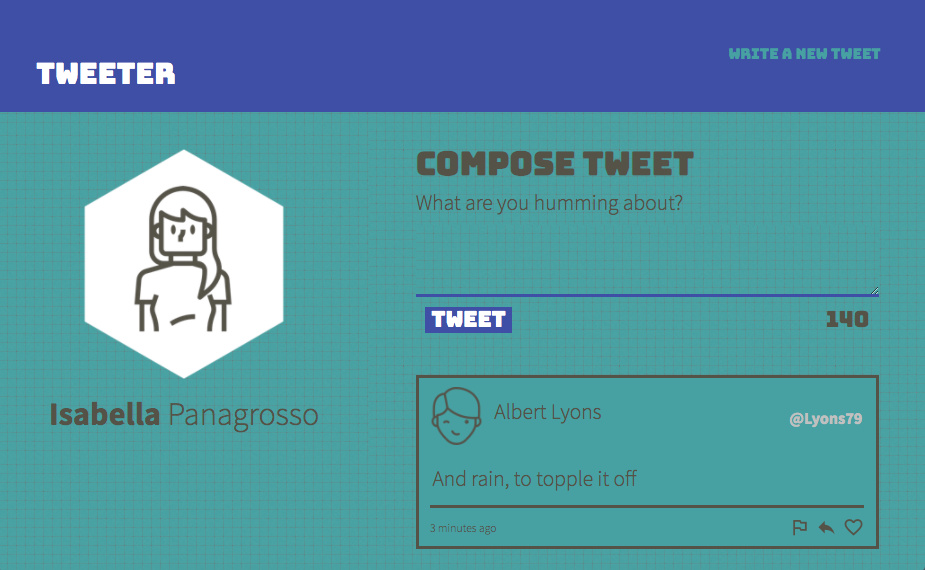 TWEETER
WRITE A NEW TWEET
Isabella Panagrosso
COMPOSE TWEET
What are you humming about?
TWEET
140
Albert Lyons
@Lyons79
And rain, to topple it off
3 minutes ago